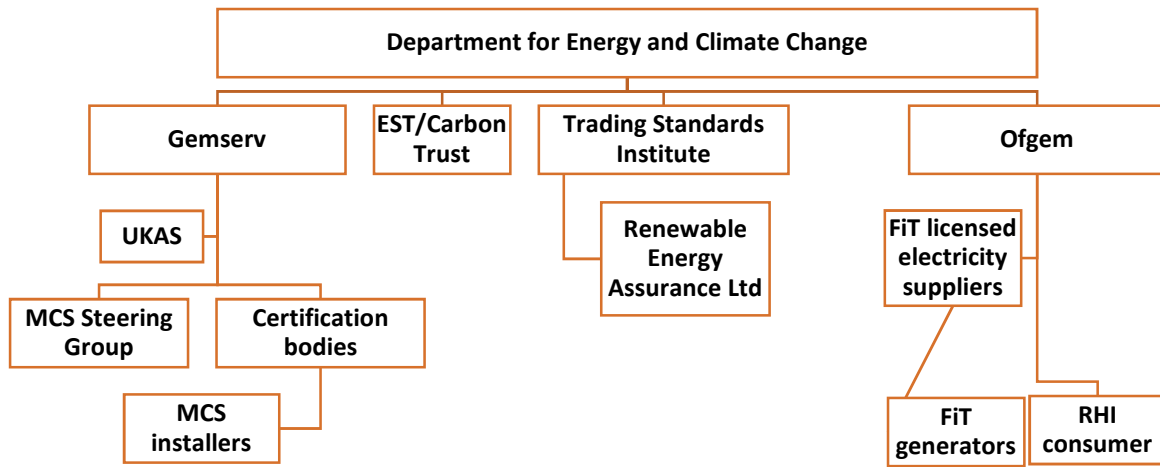 Department for Energy and Climate Change
Gemserv
EST/Carbon
Trust
Trading Standards
Institute
Ofgem
UKAS
Renewable
Energy
Assurance Ltd
FiT licensed
electricity
suppliers
MCS Steering
Group
Certification
bodies
MCS
installers
FiT
generators
RHI
consumer